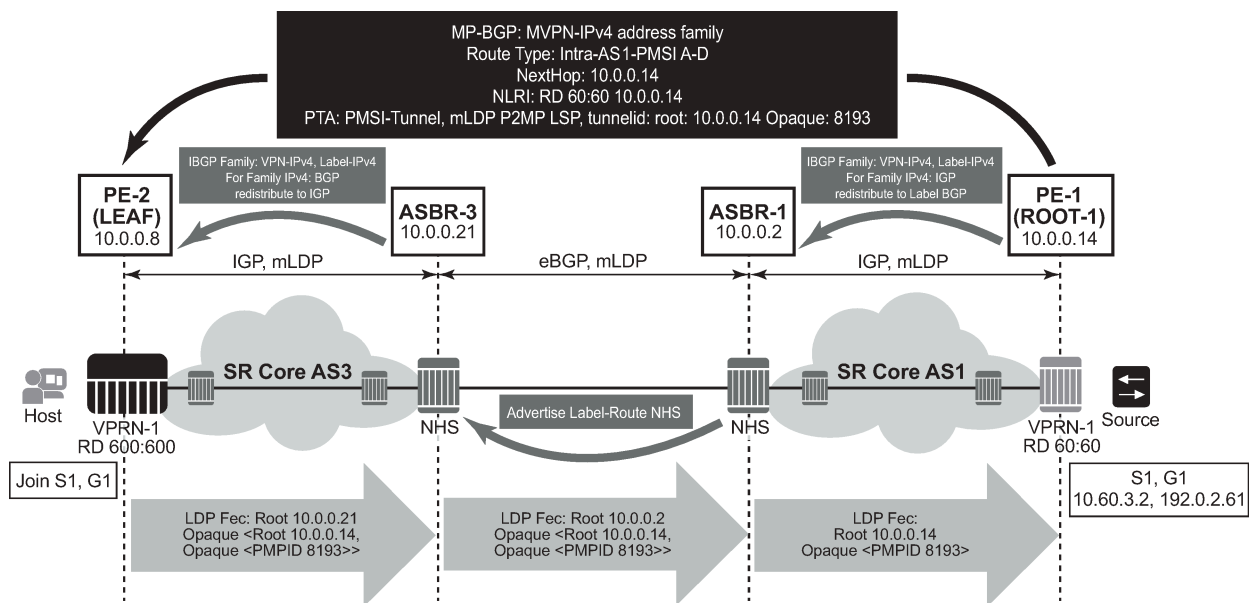 MP-BGP: MVPN-IPv4 address family
Route Type: Intra-AS1-PMSI A-D
NextHop: 10.0.0.14
NLRI: RD 60:60 10.0.0.14
PTA: PMSI-Tunnel, mLDP P2MP LSP, tunnelid: root: 10.0.0.14 Opaque: 8193
IBGP Family: VPN-IPv4, Label-IPv4
For Family IPv4: BGP
redistribute to IGP
IBGP Family: VPN-IPv4, Label-IPv4
For Family IPv4: IGP
redistribute to Label BGP
PE-2
(LEAF)
10.0.0.8
ASBR-3
10.0.0.21
ASBR-1
10.0.0.2
PE-1
(ROOT-1)
10.0.0.14
IGP, mLDP
eBGP, mLDP
IGP, mLDP
SR Core AS3
SR Core AS1
Host
VPRN-1
RD 600:600
NHS
Advertise Label-Route NHS
NHS
VPRN-1
RD 60:60
Source
Join S1, G1
S1, G1
10.60.3.2, 192.0.2.61
LDP Fec: Root 10.0.0.21
Opaque <Root 10.0.0.14,
Opaque <PMPID 8193>>
LDP Fec: Root 10.0.0.2
Opaque <Root 10.0.0.14,
Opaque <PMPID 8193>>
LDP Fec:
Root 10.0.0.14
Opaque <PMPID 8193>